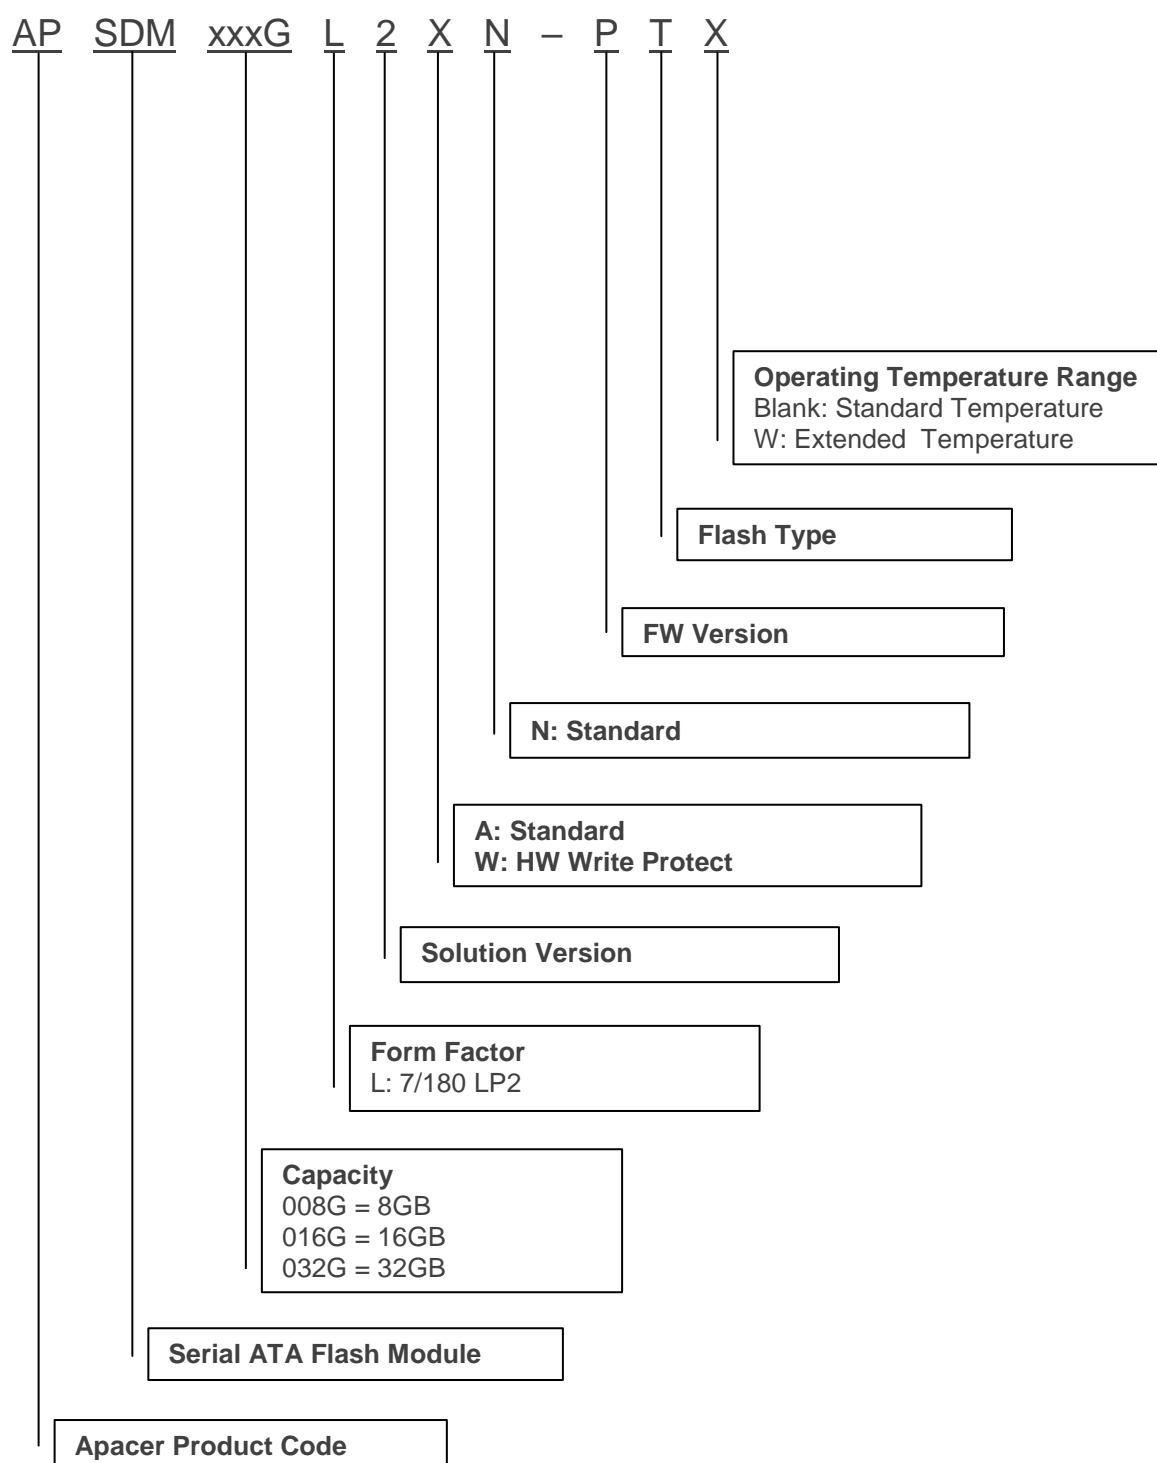 AP SDM xxxG L 2 X N – P T X
Operating Temperature Range
Blank: Standard Temperature
W: Extended Temperature
Flash Type
FW Version
N: Standard
A: Standard
W: HW Write Protect
Solution Version
Form Factor
L: 7/180 LP2
Capacity
008G = 8GB
016G = 16GB
032G = 32GB
Serial ATA Flash Module
Apacer Product Code